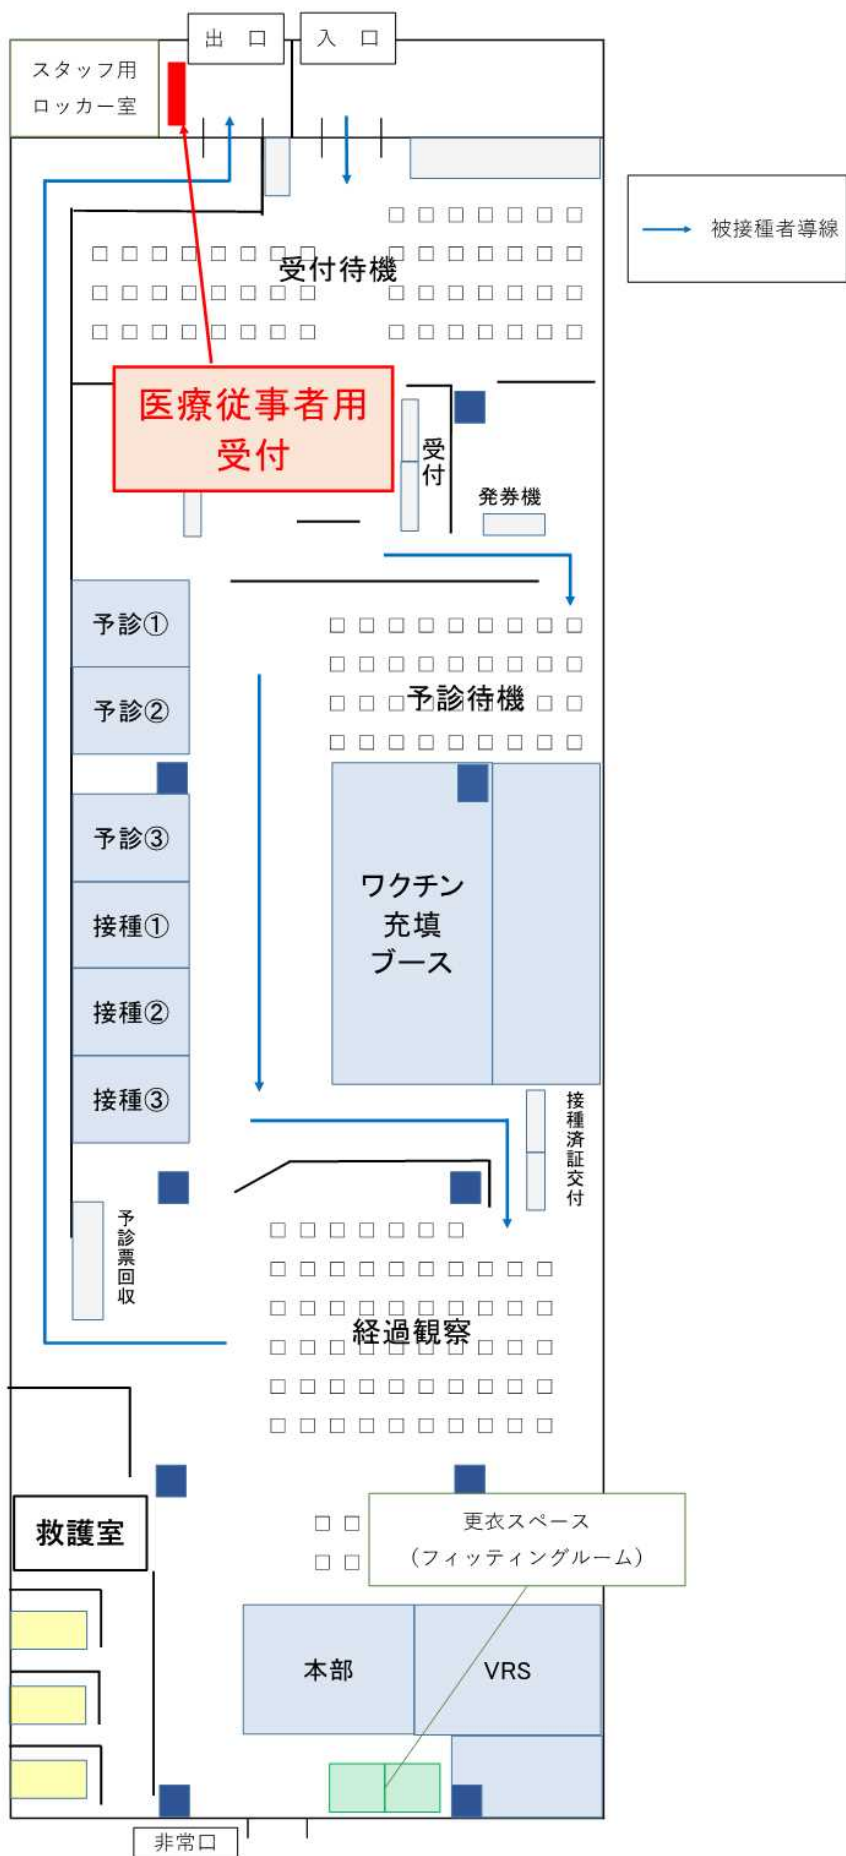 出　口
入　口
スタッフ用
ロッカー室
被接種者導線
受付待機
医療従事者用
受付
受付
発券機
予診①
予診②
予診待機
予診③
ワクチン
充填
ブース
接種①
接種②
接種③
接種済証交付
予診票回収
経過観察
救護室
更衣スペース
（フィッティングルーム）
本部
VRS
非常口